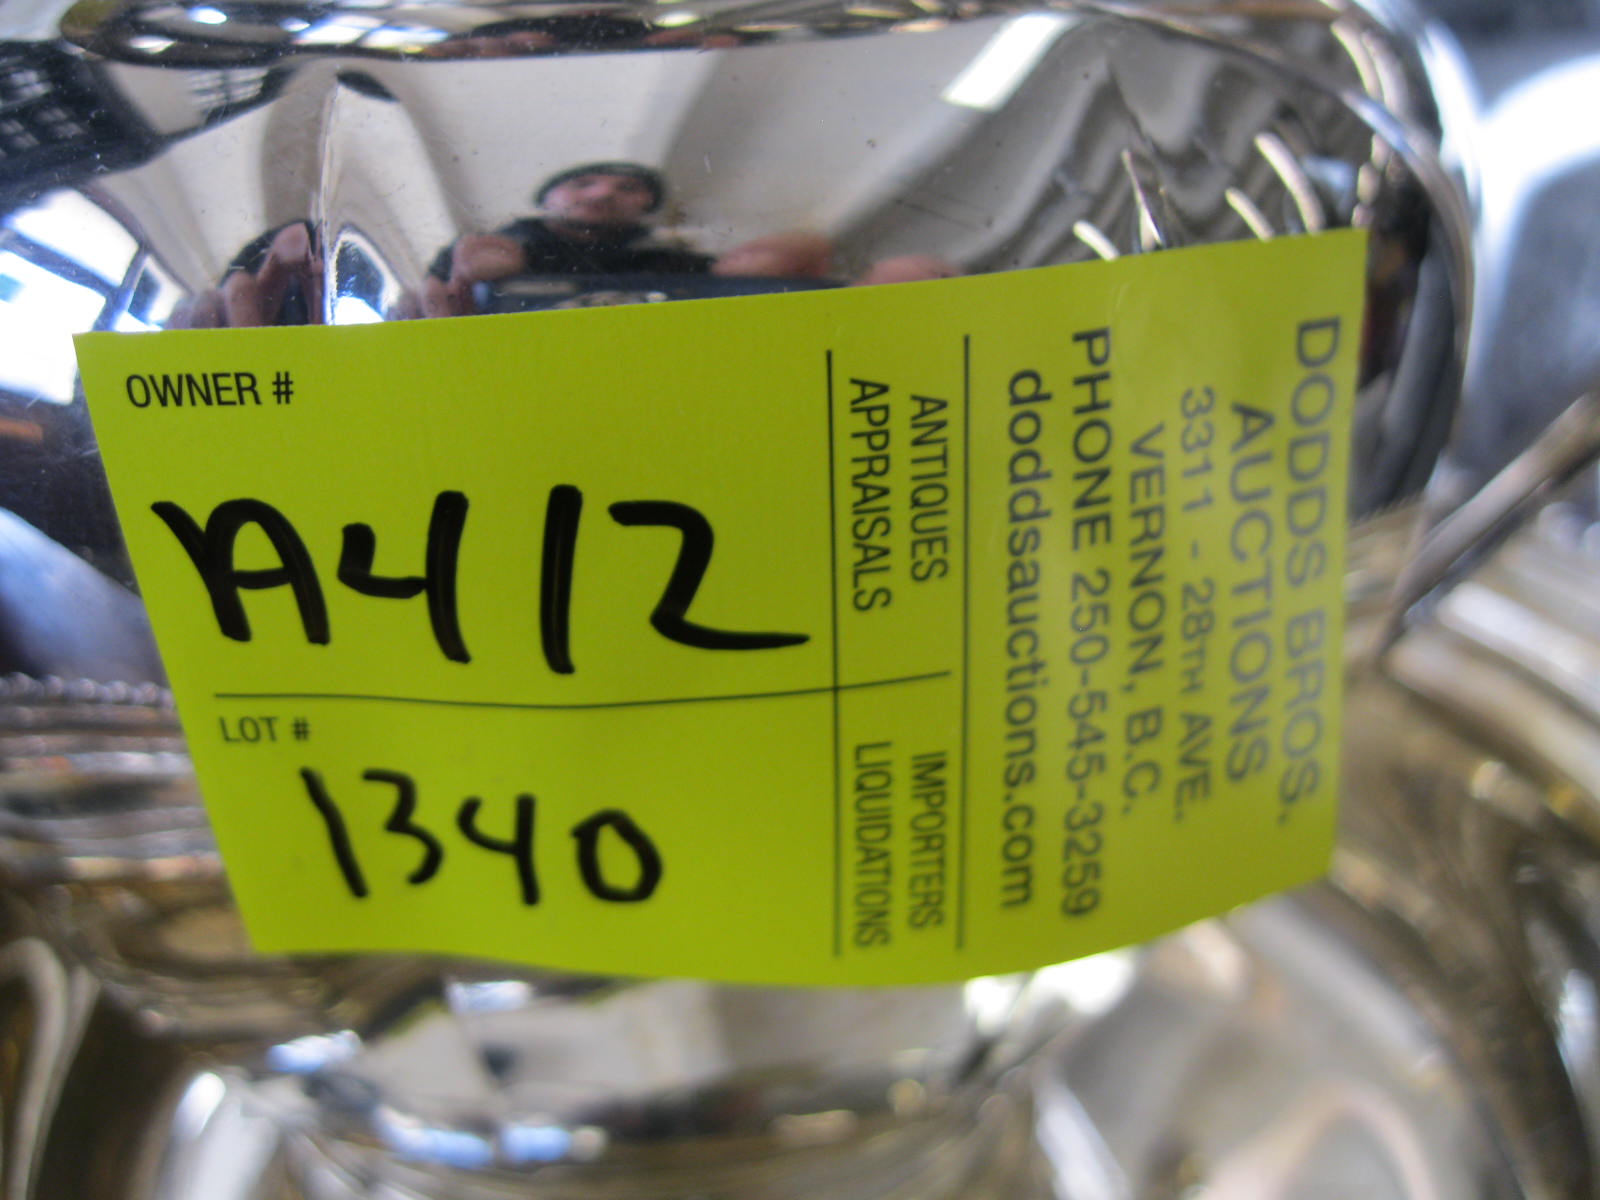 DODDS BROS.
AUCTIONS
3311 - 28TH AVE.
VERNON, B.C.
PHONE 250-545-3259
doddsauctions.com
ANTIQUES IMPORTERS
APPRAISALS LIQUIDATIONS
OWNER #
A412
LOT #
1340